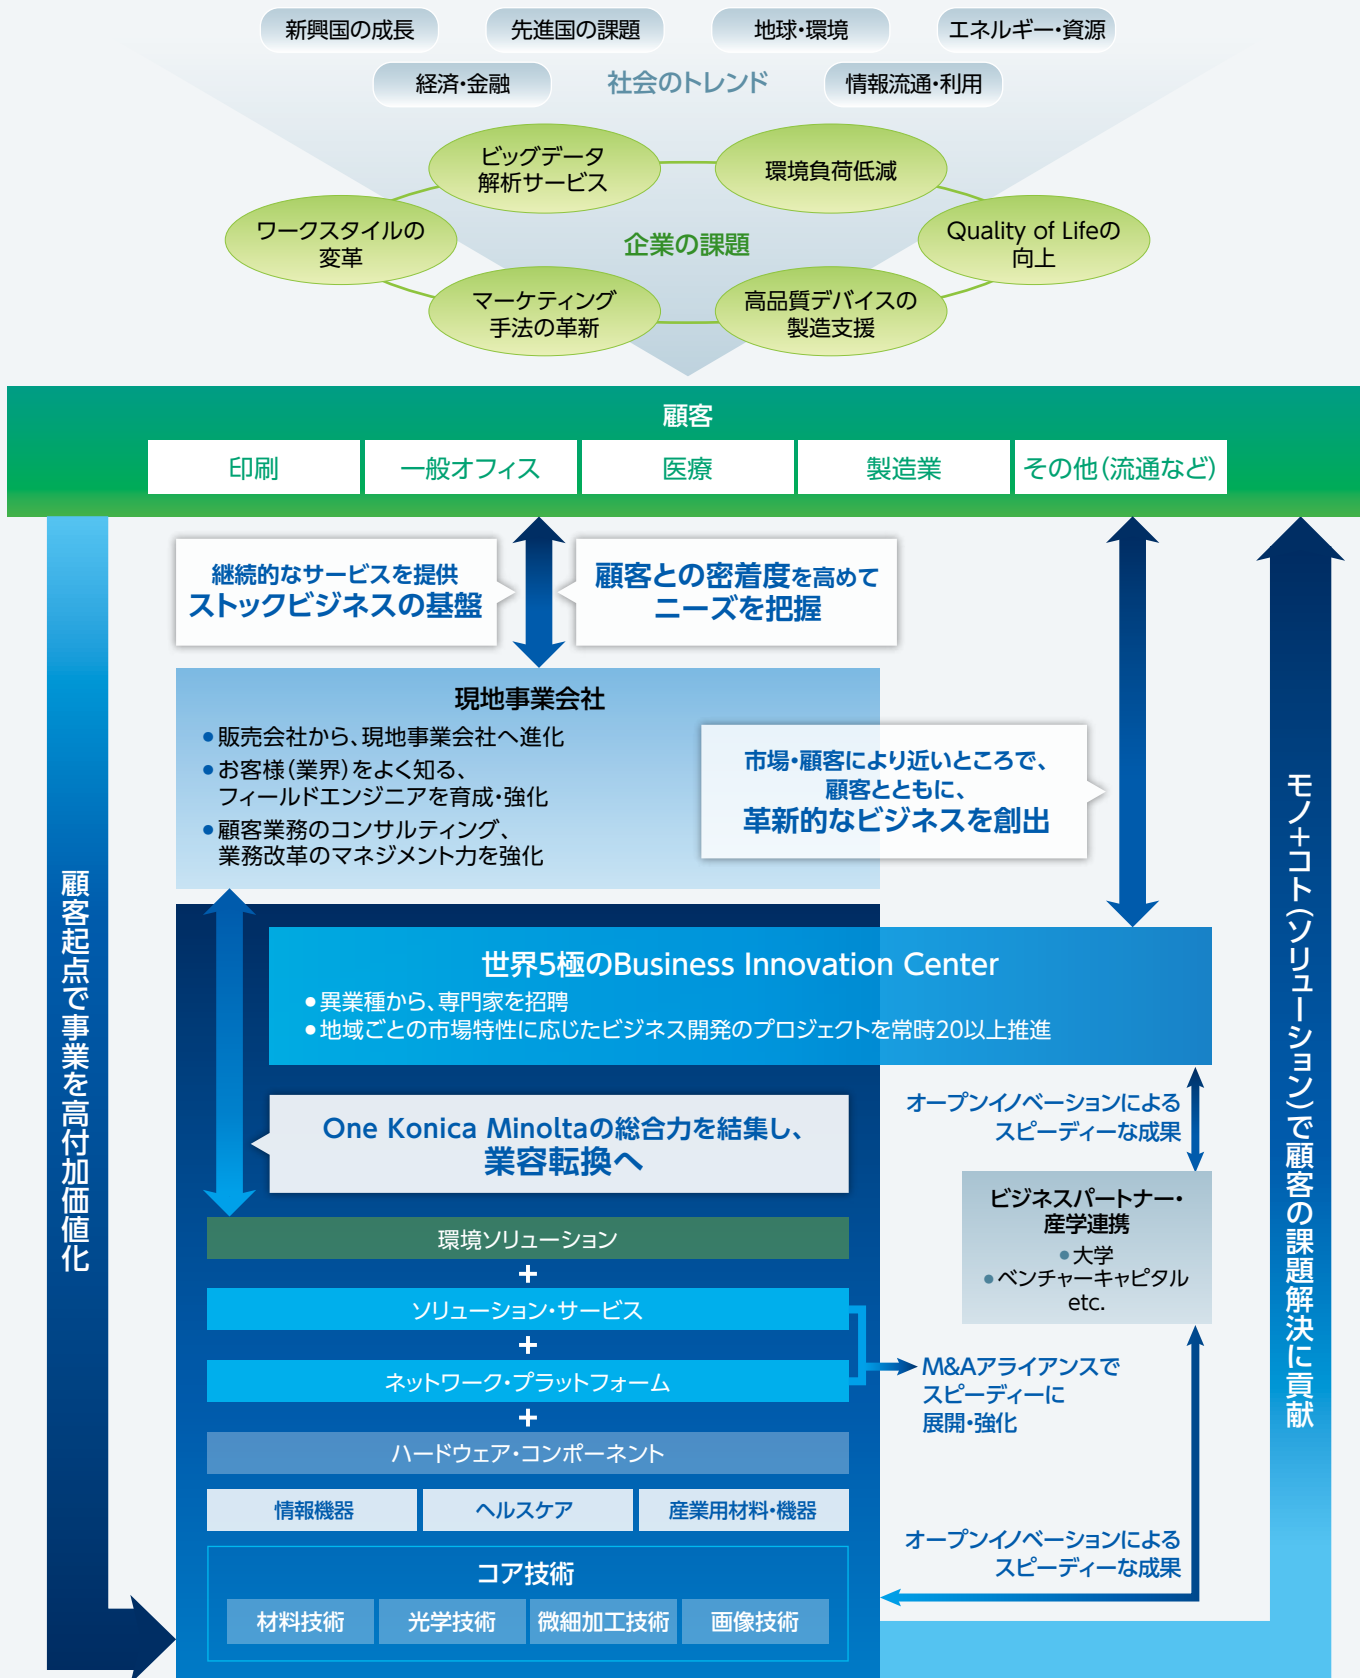 新興国の成長
先進国の課題
地球・環境
エネルギー・資源
経済・金融
社会のトレンド
情報流通・利用
ビッグデータ
解析サービス
環境負荷低減
ワークスタイルの
変革
企業の課題
Quality of Lifeの
向上
マーケティング
手法の革新
高品質デバイスの
製造支援
顧客
印刷
一般オフィス
医療
製造業
その他(流通など)
継続的なサービスを提供
ストックビジネスの基盤
顧客との密着度を高めて
ニーズを把握
現地事業会社
●販売会社から、現地事業会社へ進化
●お客様(業界)をよく知る、
フィールドエンジニアを育成・強化
●顧客業務のコンサルティング、
業務改革のマネジメント力を強化
市場・顧客により近いところで、
顧客とともに、
革新的なビジネスを創出
顧客起点で事業を高付加価値化
モノ+コト(ソリューション)で顧客の課題解決に貢献
世界5極のBusiness Innovation Center
●異業種から、専門家を招聘
●地域ごとの市場特性に応じたビジネス開発のプロジェクトを常時20以上推進
One Konica Minoltaの総合力を結集し、
業容転換へ
オープンイノベーションによる
スピーディーな成果
ビジネスパートナー・
産学連携
●大学
●ベンチャーキャピタル
etc.
環境ソリューション
+
ソリューション・サービス
+
ネットワーク・プラットフォーム
+
ハードウェア・コンポーネント
M&Aアライアンスで
スピーディーに
展開・強化
情報機器
ヘルスケア
産業用材料・機器
オープンイノベーションによる
スピーディーな成果
コア技術
材料技術
光学技術
微細加工技術
画像技術